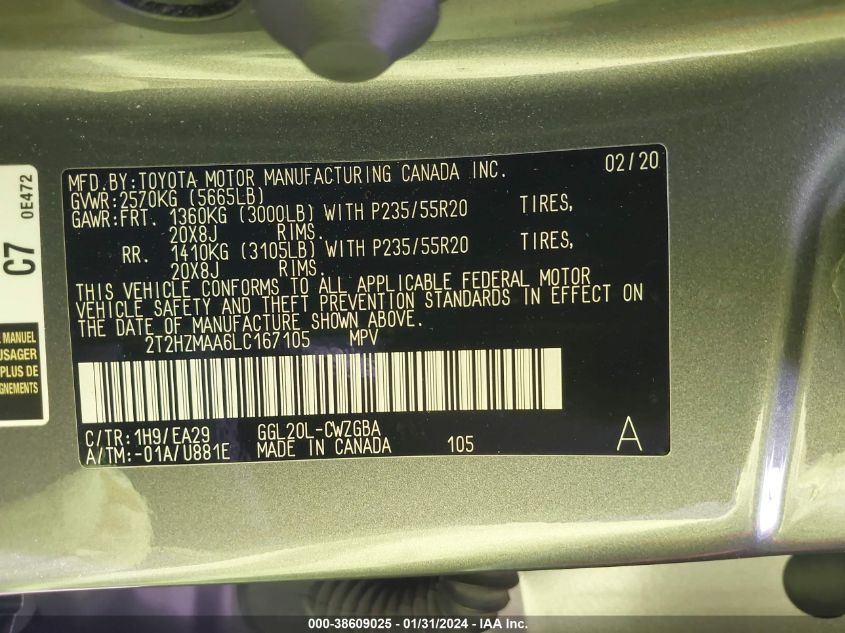 MFD.BY:TOYOTA MOTOR MANUFACTURING CANADA INC. 02/20
GVWR:2570KG (5665LB)
GAWR:FRT. 1360KG (3000LB) WITH P235/55R20 TIRES,
20X8J RIMS.
RR. 1410KG (3105LB) WITH P235/55R20 TIRES,
20X8J RIMS.
THIS VEHICLE CONFORMS TO ALL APPLICABLE FEDERAL MOTOR
VEHICLE SAFETY AND THEFT PREVENTION STANDARDS IN EFFECT ON
THE DATE OF MANUFACTURE SHOWN ABOVE.
2T2HZMAA6LC167105 MPV
C/TR:1H9/EA29 GGL20L-CWZGBA
A/TM:-01A/U881E MADE IN CANADA 105 A
C7 0E472
MANUEL
USAGER
PLUS DE
000-38609025 - 01/31/2024 - IAA Inc.